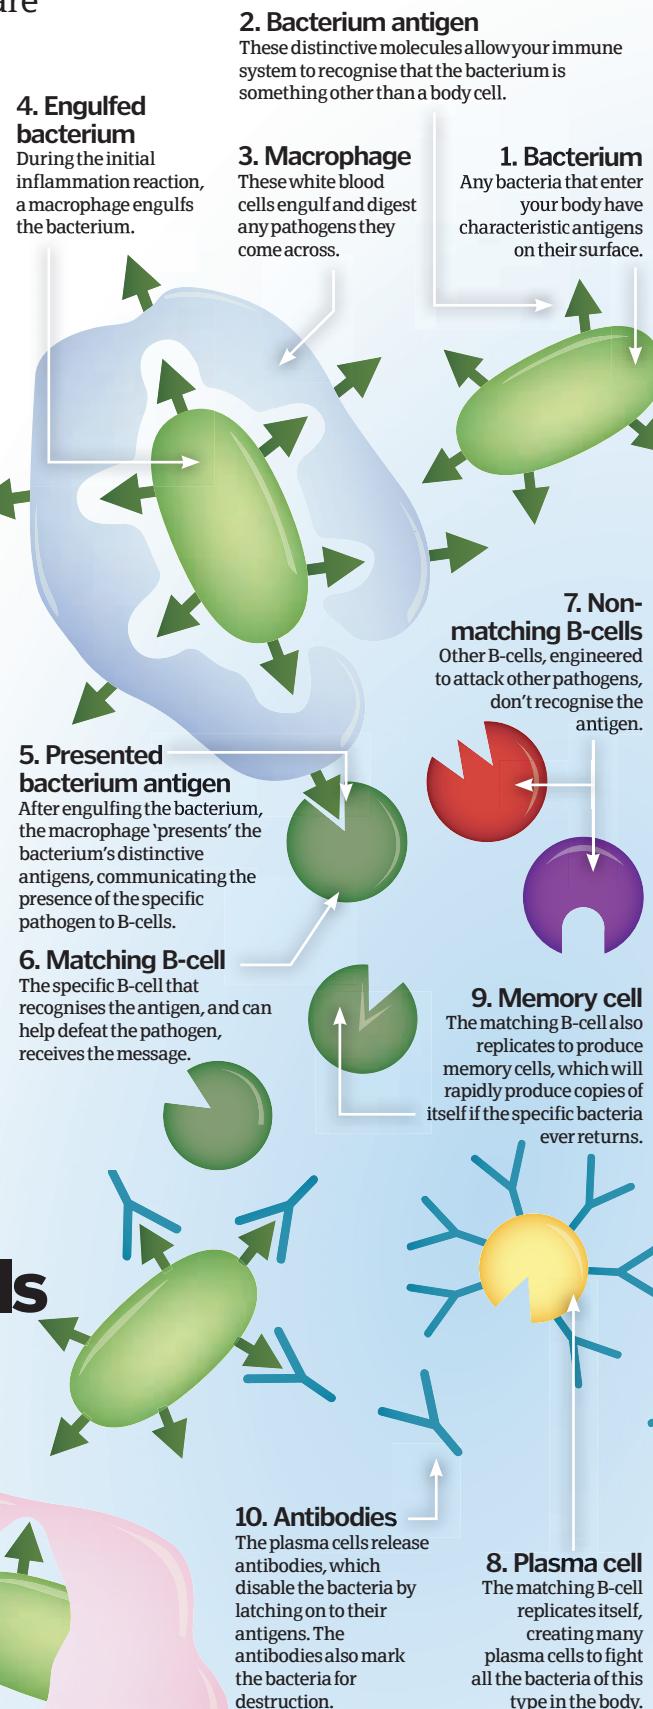 are
2. Bacterium antigen
These distinctive molecules allow your immune
system to recognise that the bacterium is
something other than a body cell.
4. Engulfed
bacterium
During the initial
inflammation reaction,
a macrophage engulfs
the bacterium.
3. Macrophage
These white blood
cells engulf and digest
any pathogens they
come across.
1. Bacterium
Any bacteria that enter
your body have
characteristic antigens
on their surface.
7. Non-
matching B-cells
Other B-cells, engineered
to attack other pathogens,
don't recognise the
antigen.
5. Presented
bacterium antigen
After engulfing the bacterium,
the macrophage 'presents' the
bacterium's distinctive
antigens, communicating the
presence of the specific
pathogen to B-cells.
6. Matching B-cell
The specific B-cell that
recognises the antigen, and can
help defeat the pathogen,
receives the message.
9. Memory cell
The matching B-cell also
replicates to produce
memory cells, which will
rapidly produce copies of
itself if the specific bacteria
ever returns.
ls
10. Antibodies
The plasma cells release
antibodies, which
disable the bacteria by
latching on to their
antigens. The
antibodies also mark
the bacteria for
destruction.
8. Plasma cell
The matching B-cell
replicates itself,
creating many
plasma cells to fight
all the bacteria of this
type in the body.